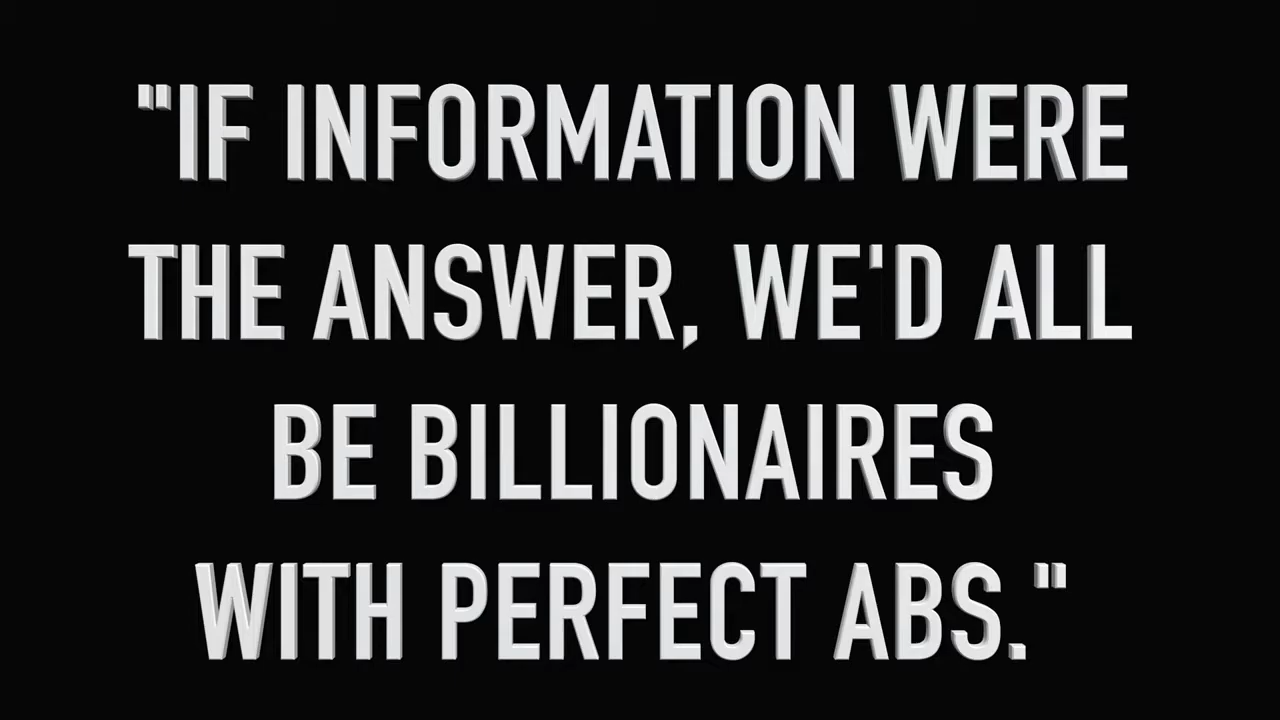 "IF INFORMATION WERE
THE ANSWER, WE'D ALL
BE BILLIONAIRES
WITH PERFECT ABS."